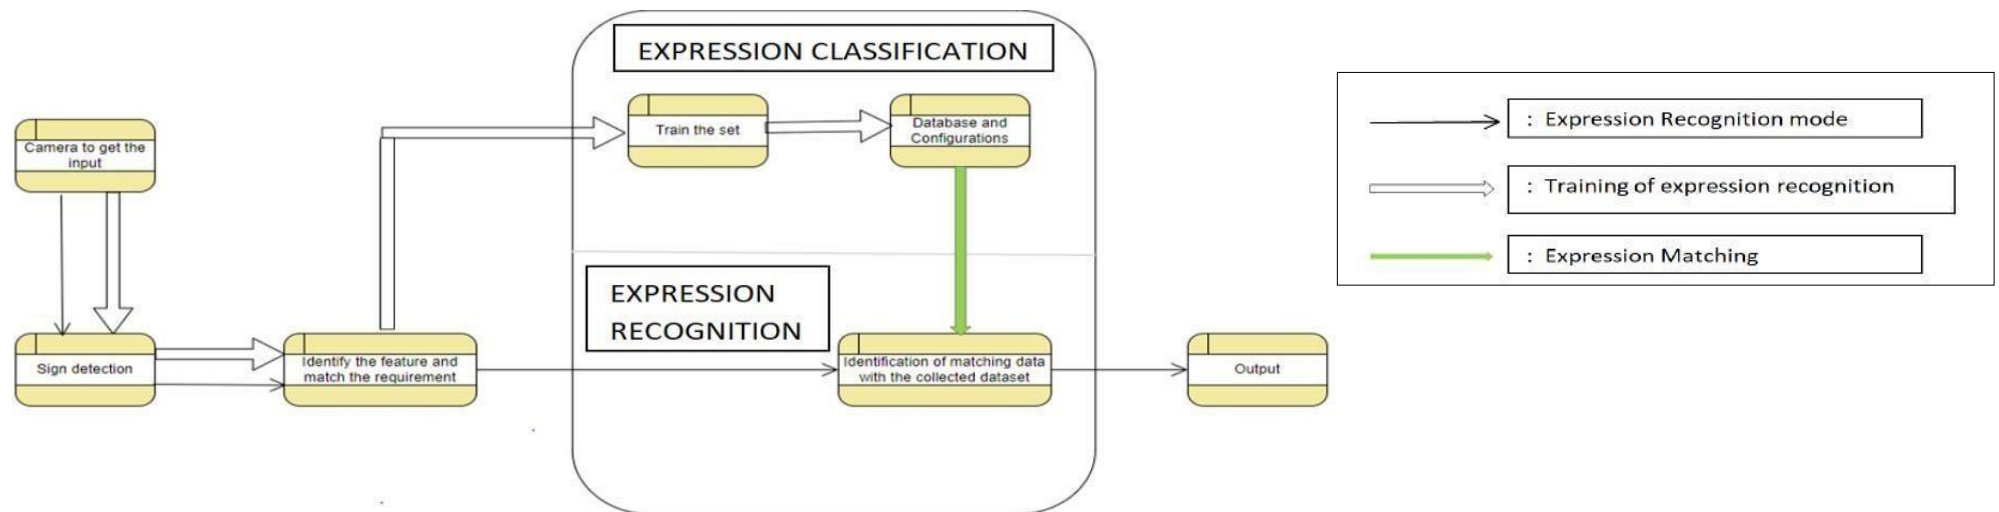 EXPRESSION CLASSIFICATION
Camera to get the
input
Train the set
Database and
Configurations
EXPRESSION
RECOGNITION
Sign detection
Identify the feature and
match the requirement
Identification of matching data
with the collected dataset
Output
: Expression Recognition mode
: Training of expression recognition
: Expression Matching